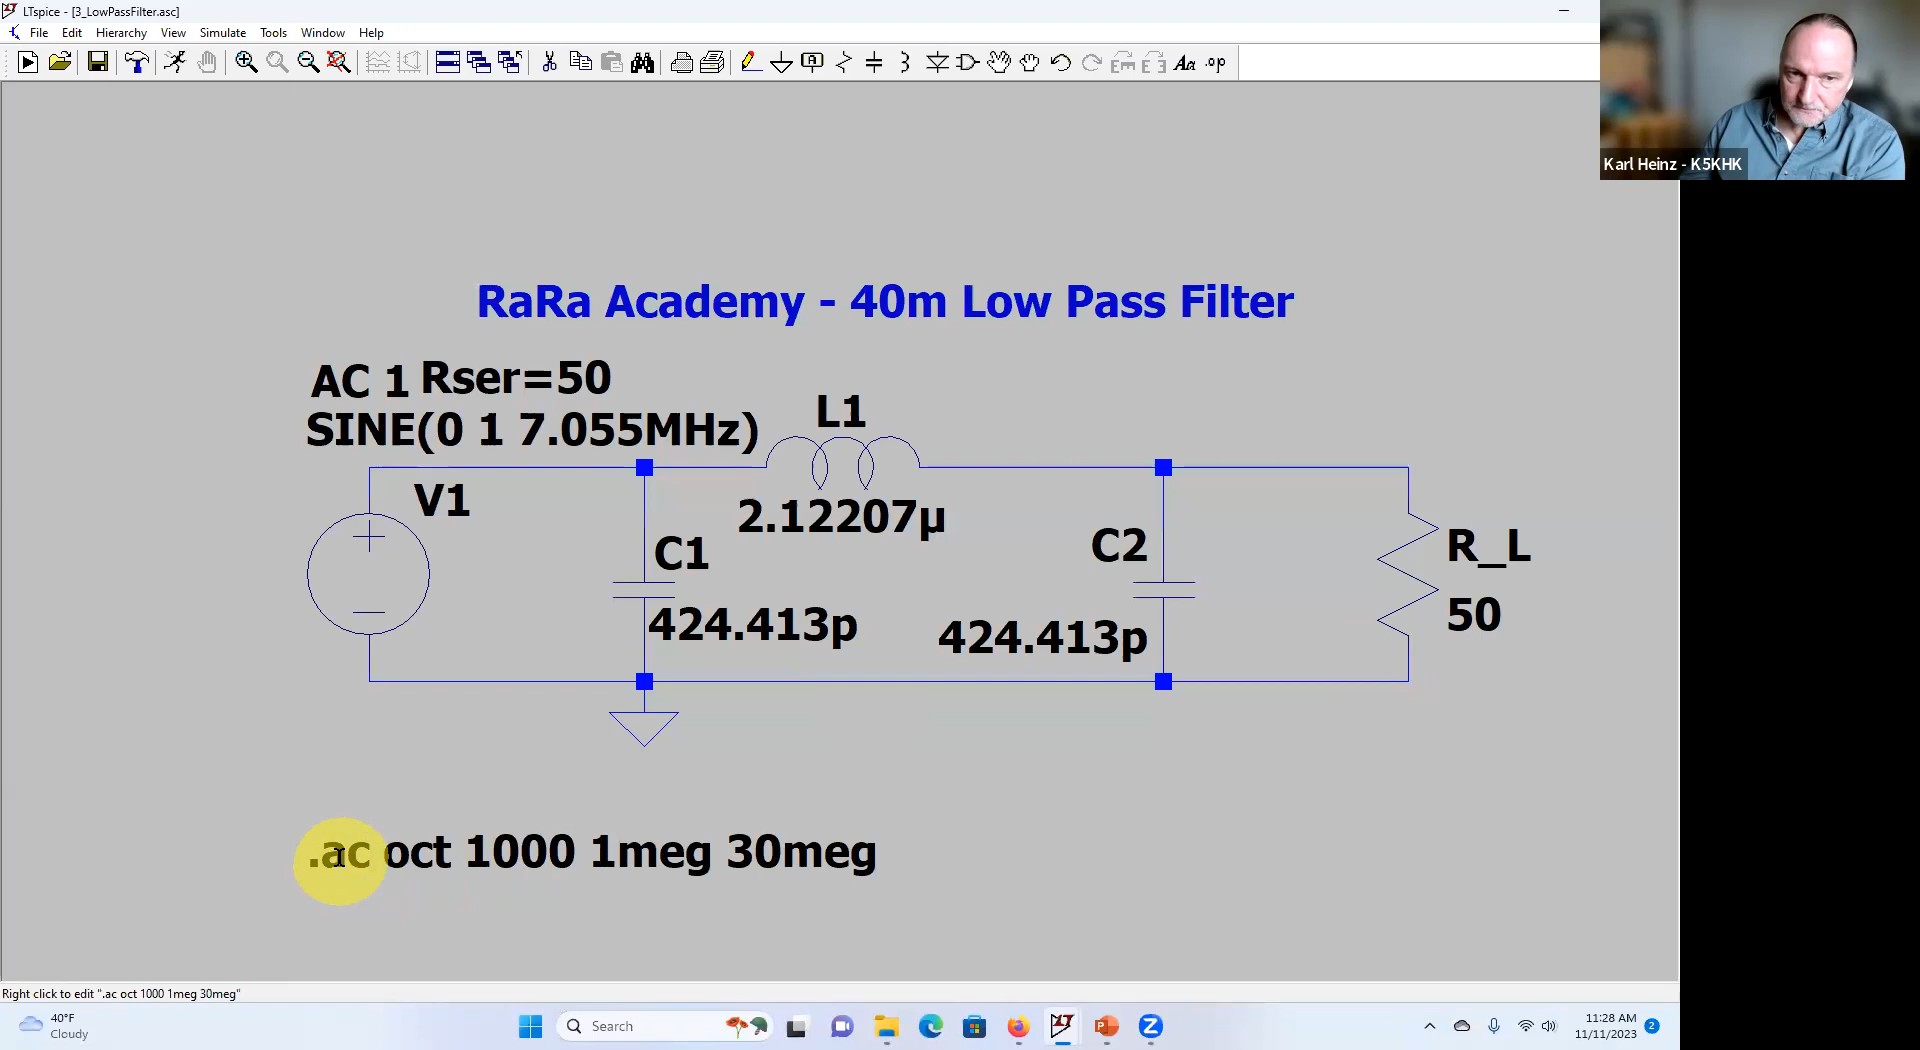 LTspice - [3_LowPassFilter.asc]
File Edit Hierarchy View Simulate Tools Window Help
.op
Karl Heinz - K5KHK
RaRa Academy - 40m Low Pass Filter
AC 1 Rser=50
SINE(0 1 7.055MHz)
L1
V1
2.12207µ
C1
C2
R_L
424.413p
424.413p
50
.ac oct 1000 1meg 30meg
Right click to edit ".ac oct 1000 1meg 30meg"
40°F
Cloudy
Search
11:28 AM
11/11/2023
2